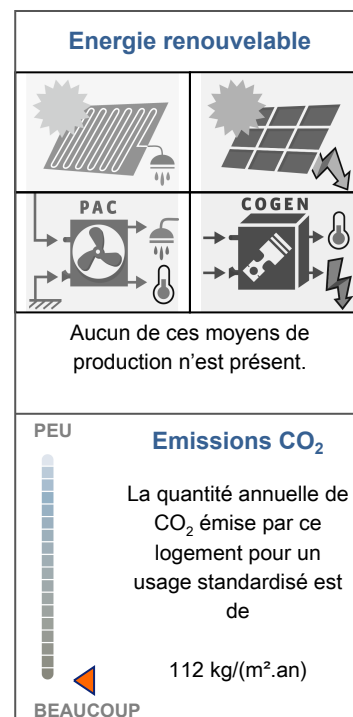 Energie renouvelable
PAC
COGEN
Aucun de ces moyens de
production n'est présent.
PEU
Emissions CO₂
La quantité annuelle de
CO₂ émise par ce
logement pour un
usage standardisé est
de
112 kg/(m².an)
BEAUCOUP